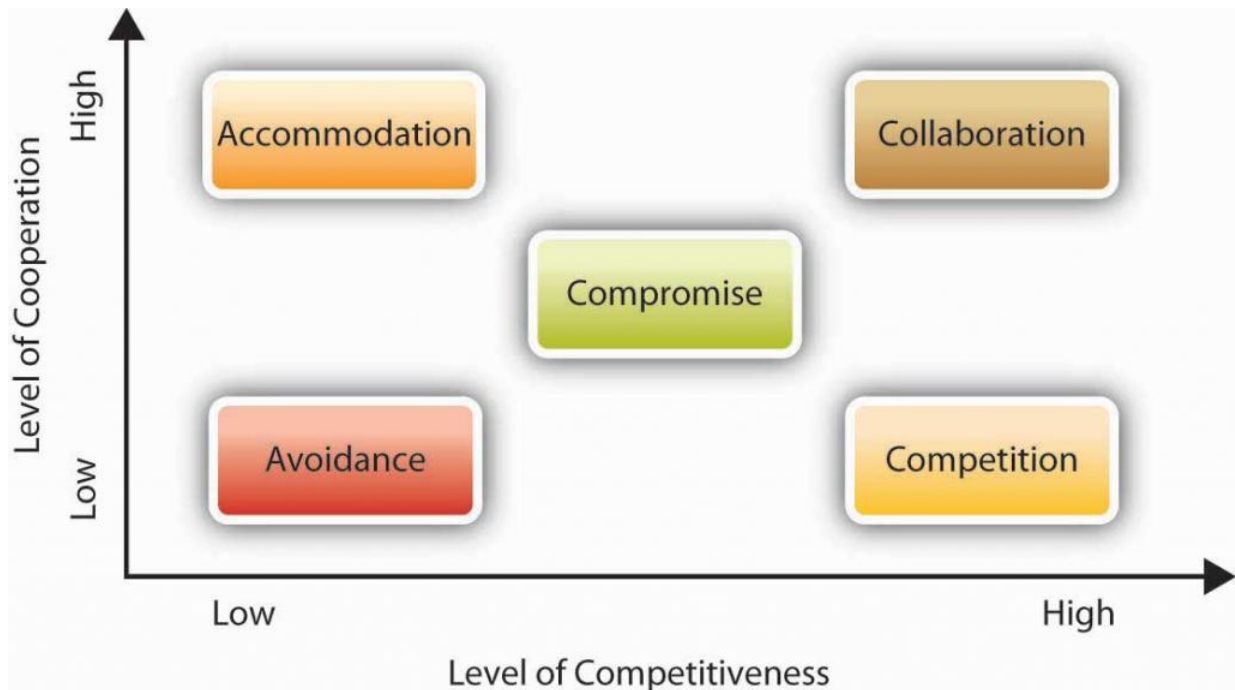 High
Accommodation
Collaboration
Level of Cooperation
Compromise
Avoidance
Competition
Low
Low
High
Level of Competitiveness